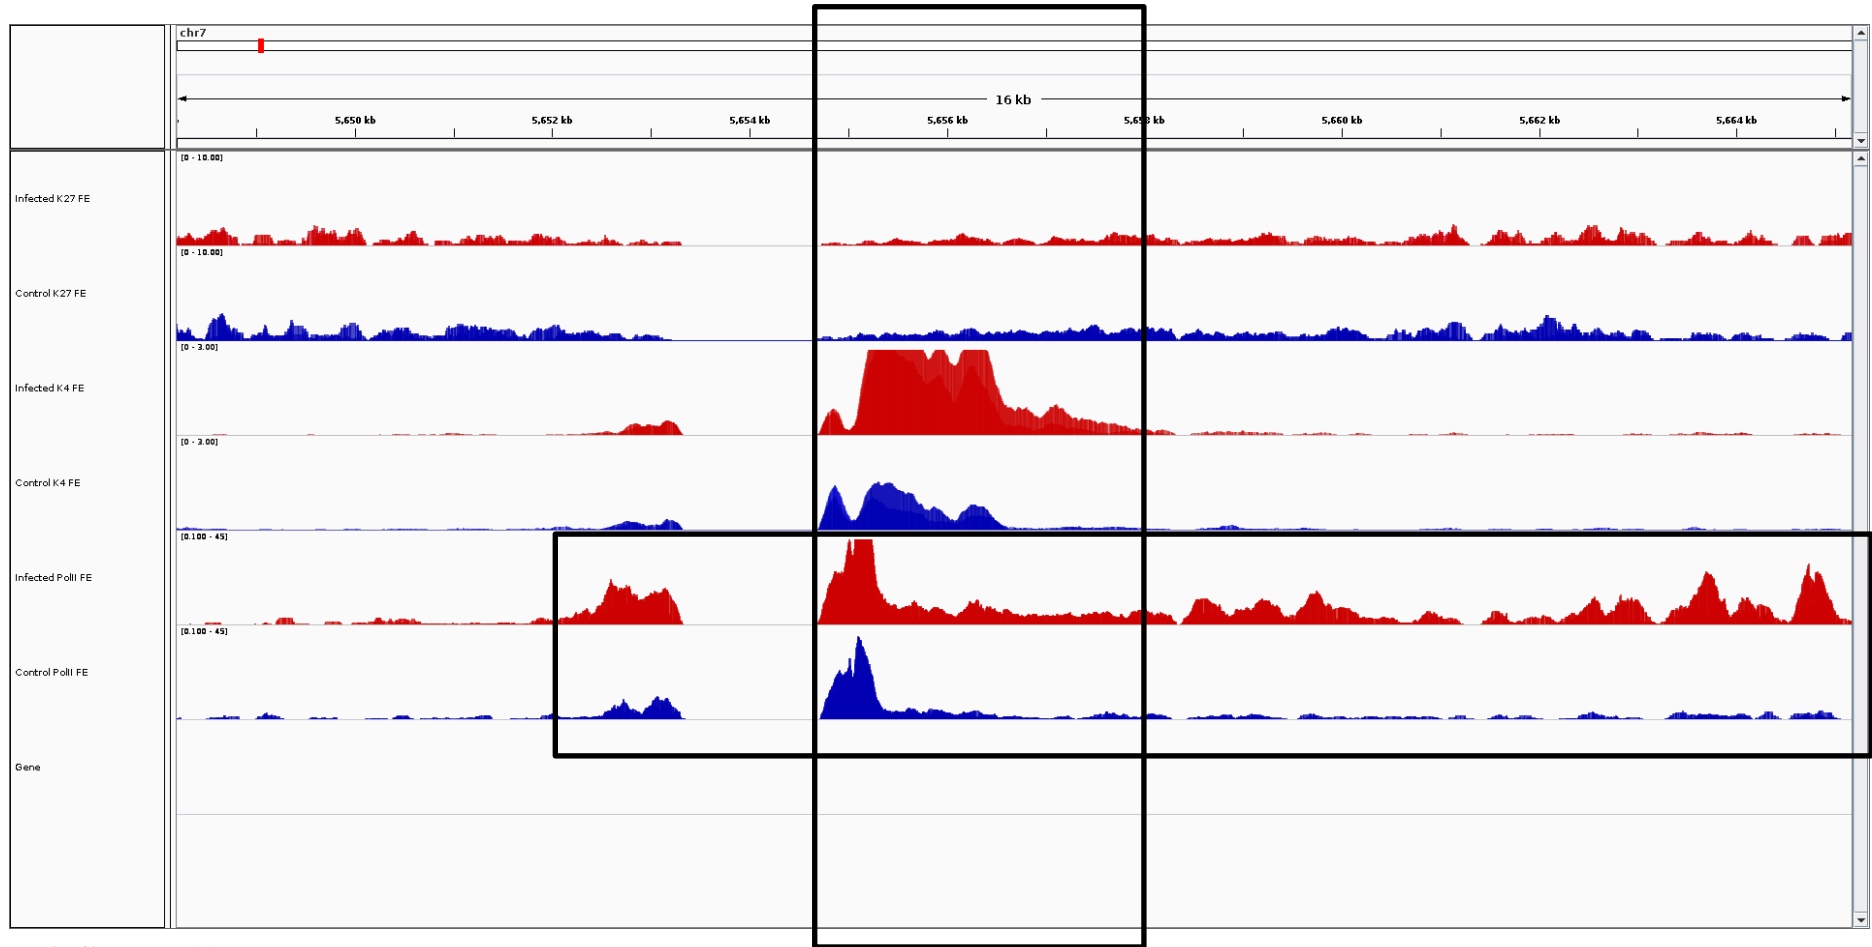 chr7
16 kb
5,650 kb 5,652 kb 5,654 kb 5,656 kb 5,658 kb 5,660 kb 5,662 kb 5,664 kb
[0 - 10.00]
Infected K27 FE
[0 - 10.00]
Control K27 FE
[0 - 3.00]
Infected K4 FE
[0 - 3.00]
Control K4 FE
[0.100 - 45]
Infected PolII FE
[0.100 - 45]
Control PolII FE
Gene